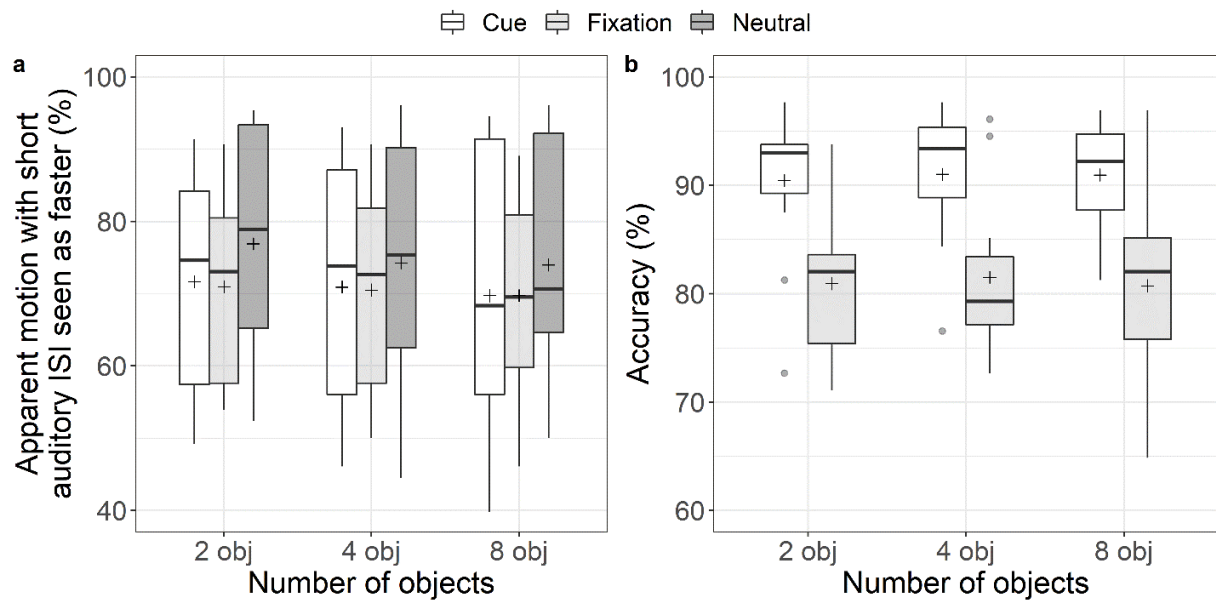 Cue Fixation Neutral
a
Apparent motion with short
auditory ISI seen as faster (%)
100
80
60
40
2 obj 4 obj 8 obj
Number of objects
b
Accuracy (%)
100
90
80
70
60
2 obj 4 obj 8 obj
Number of objects